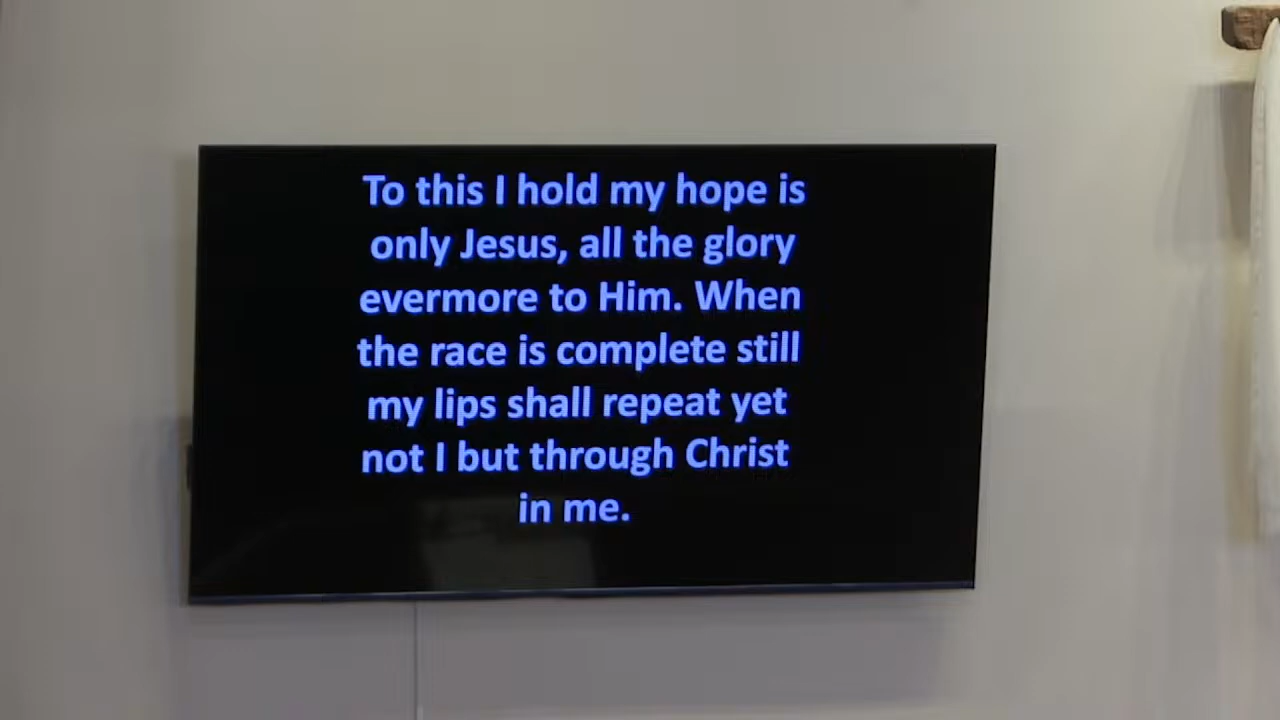 To this I hold my hope is
only Jesus, all the glory
evermore to Him. When
the race is complete still
my lips shall repeat yet
not I but through Christ
in me.